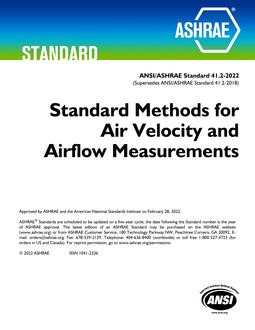 ASHRAE
STANDARD
ANSI/ASHRAE Standard 41.2-2022
(Supersedes ANSI/ASHRAE Standard 41.2-2018)
Standard Methods for
Air Velocity and
Airflow Measurements
Approved by ASHRAE and the American National Standards Institute on February 28, 2022.
ASHRAE® Standards are scheduled to be updated on a five-year cycle; the date following the Standard number is the year
of ASHRAE approval. The latest edition of an ASHRAE Standard may be purchased on the ASHRAE website
(www.ashrae.org) or from ASHRAE Customer Service, 180 Technology Parkway NW, Peachtree Corners, GA 30092. E-
mail: orders@ashrae.org. Fax: 678-539-2129. Telephone: 404-636-8400 (worldwide) or toll free 1-800-527-4723 (for
orders in US and Canada). For reprint permission, go to www.ashrae.org/permissions.
© 2022 ASHRAE ISSN 1041-2336
ANSI